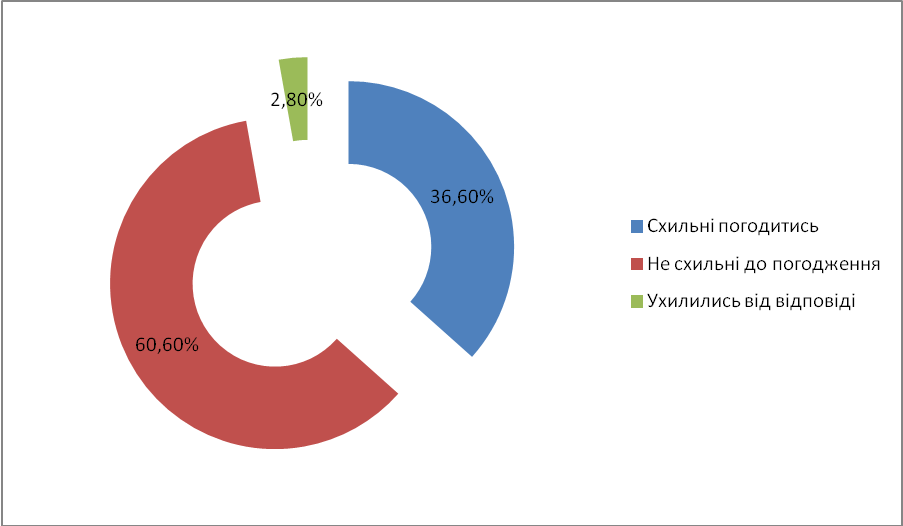 2,80%
36,60%
60,60%
Схильні погодитись
Не схильні до погодження
Ухилились від відповіді